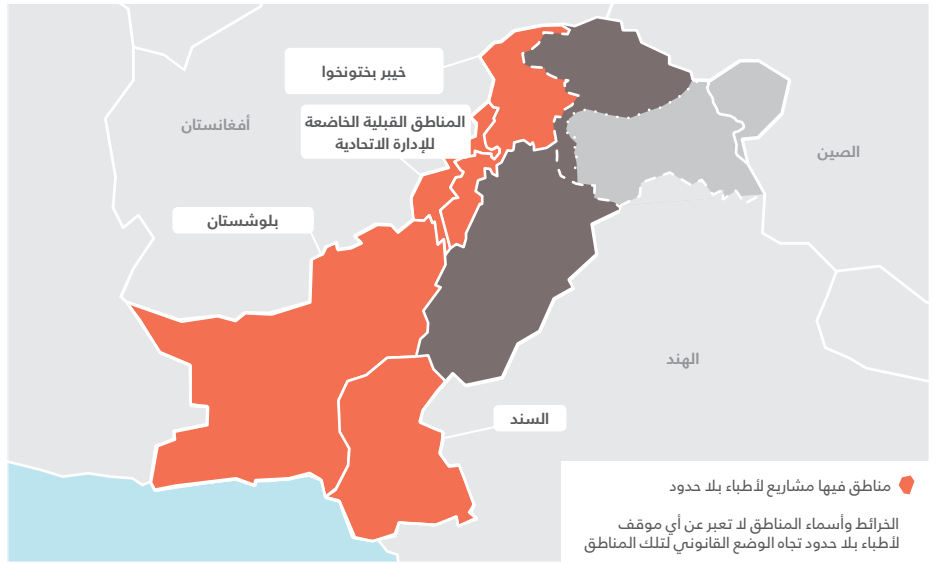 خيبر بختونخوا
المناطق القبلية الخاضعة
للإدارة الاتحادية
أفغانستان
الصين
بلوشستان
الهند
السند
مناطق فيها مشاريع لأطباء بلا حدود
الخرائط وأسماء المناطق لا تعبر عن أي موقف
لأطباء بلا حدود تجاه الوضع القانوني لتلك المناطق